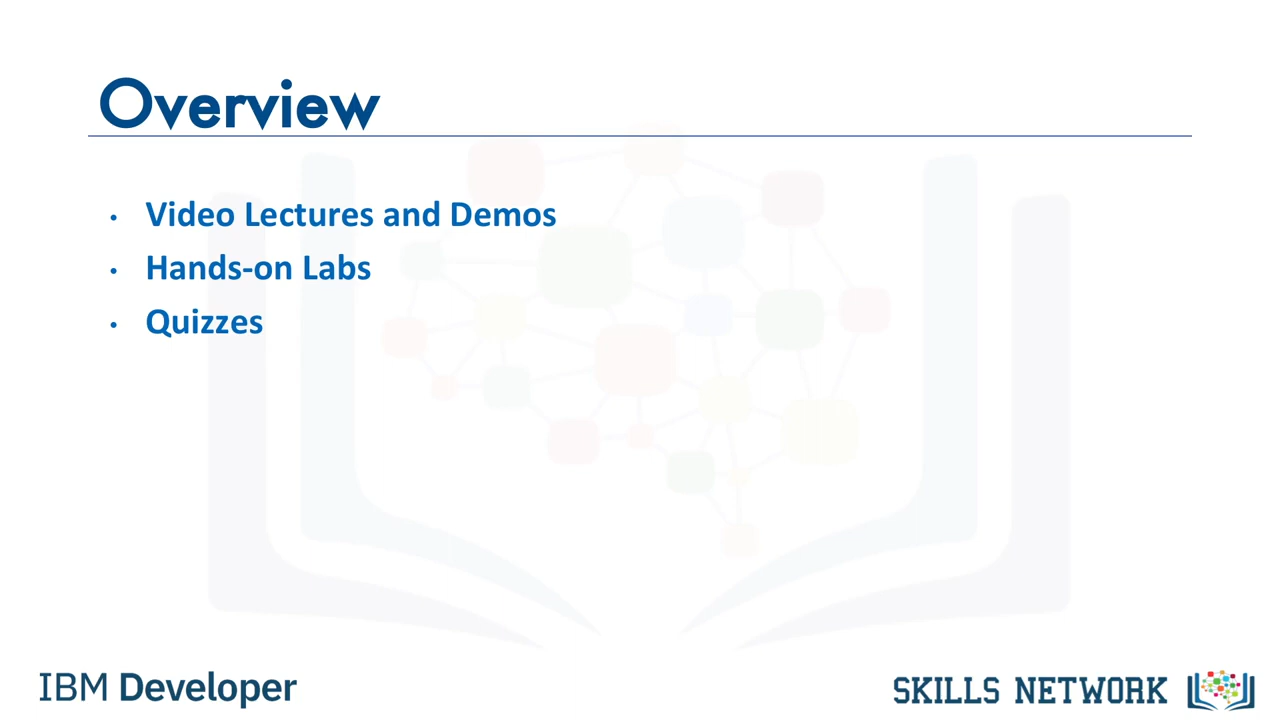 Overview
• Video Lectures and Demos
• Hands-on Labs
• Quizzes
IBM Developer
SKILLS NETWORK